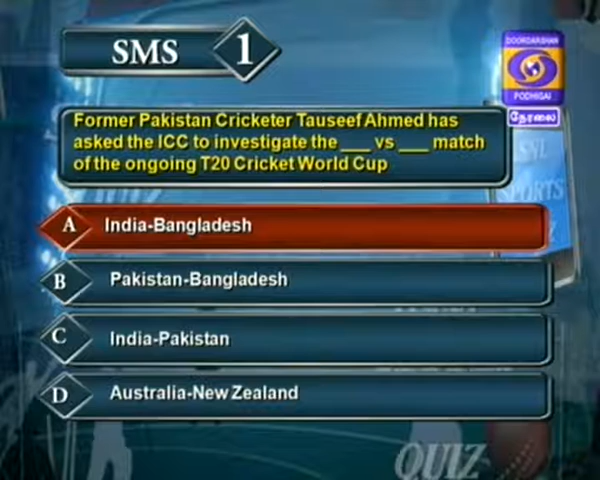 SMS 1
DOORDARSHAN
PODHIGAI
நேரலை
Former Pakistan Cricketer Tauseef Ahmed has
asked the ICC to investigate the ___ vs ___ match
of the ongoing T20 Cricket World Cup
SPORTS
A India-Bangladesh
B Pakistan-Bangladesh
C India-Pakistan
D Australia-New Zealand
QUIZ